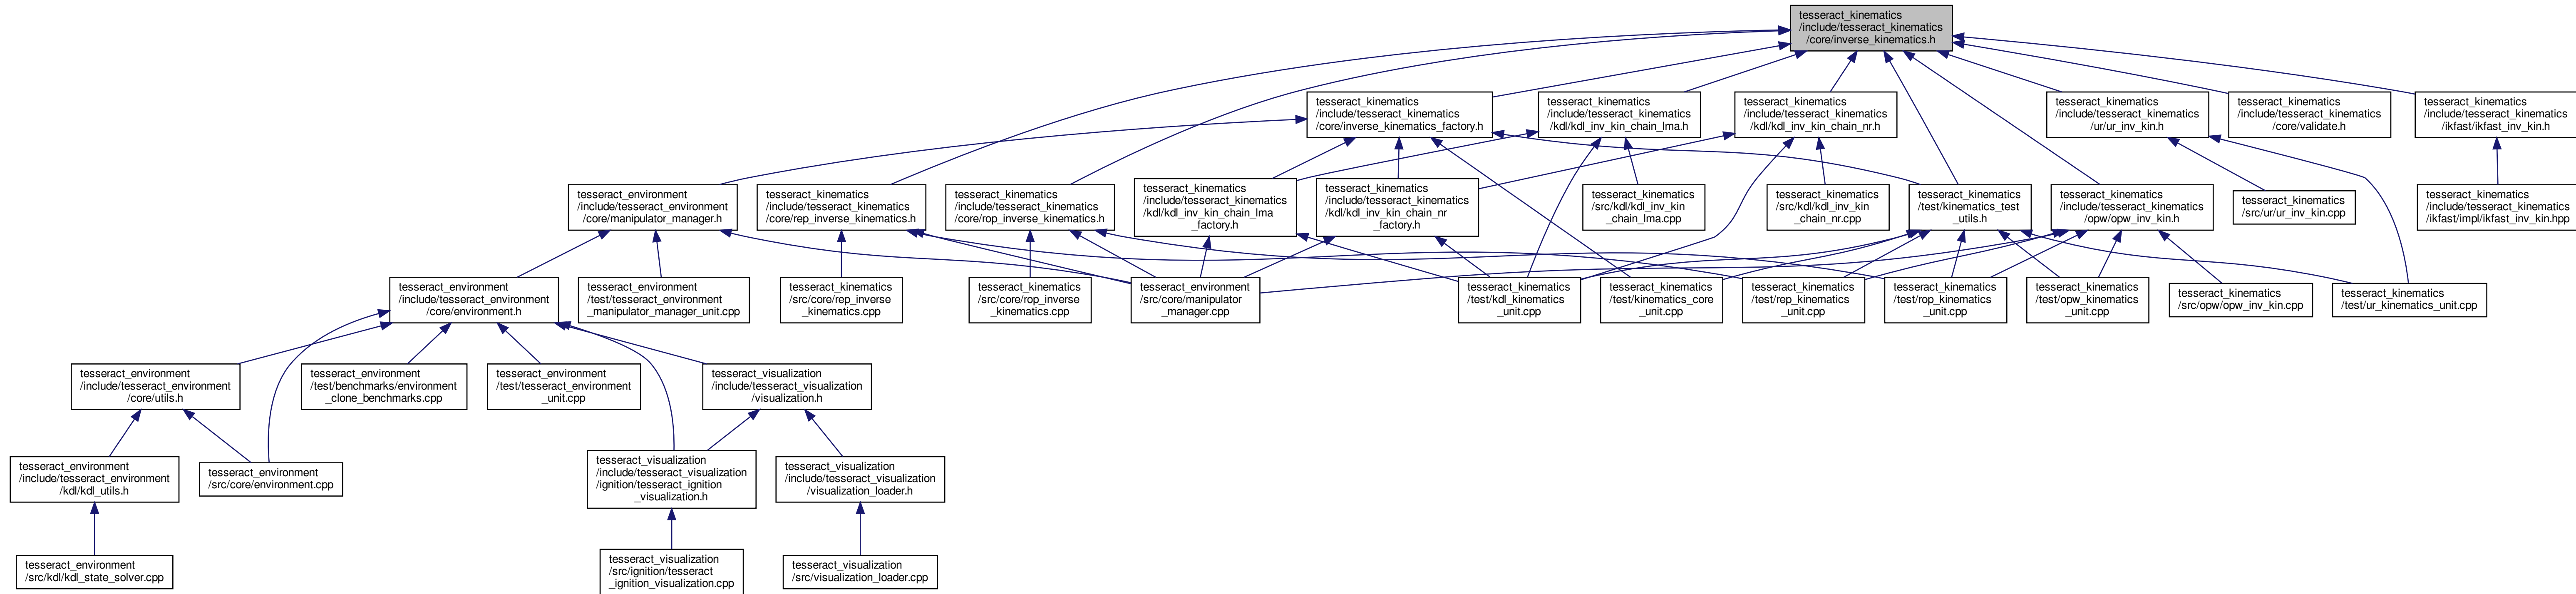 tesseract_kinematics
/include/tesseract_kinematics
/core/inverse_kinematics.h
tesseract_kinematics
/include/tesseract_kinematics
/core/inverse_kinematics_factory.h
tesseract_kinematics
/include/tesseract_kinematics
/kdl/kdl_inv_kin_chain_lma.h
tesseract_kinematics
/include/tesseract_kinematics
/kdl/kdl_inv_kin_chain_nr.h
tesseract_kinematics
/include/tesseract_kinematics
/ur/ur_inv_kin.h
tesseract_kinematics
/include/tesseract_kinematics
/core/validate.h
tesseract_kinematics
/include/tesseract_kinematics
/ikfast/ikfast_inv_kin.h
tesseract_environment
/include/tesseract_environment
/core/manipulator_manager.h
tesseract_kinematics
/include/tesseract_kinematics
/core/rep_inverse_kinematics.h
tesseract_kinematics
/include/tesseract_kinematics
/core/rop_inverse_kinematics.h
tesseract_kinematics
/include/tesseract_kinematics
/kdl/kdl_inv_kin_chain_lma
_factory.h
tesseract_kinematics
/include/tesseract_kinematics
/kdl/kdl_inv_kin_chain_nr
_factory.h
tesseract_kinematics
/src/kdl/kdl_inv_kin
_chain_lma.cpp
tesseract_kinematics
/src/kdl/kdl_inv_kin
_chain_nr.cpp
tesseract_kinematics
/test/kinematics_test
_utils.h
tesseract_kinematics
/include/tesseract_kinematics
/opw/opw_inv_kin.h
tesseract_kinematics
/src/ur/ur_inv_kin.cpp
tesseract_kinematics
/include/tesseract_kinematics
/ikfast/impl/ikfast_inv_kin.hpp
tesseract_environment
/include/tesseract_environment
/core/environment.h
tesseract_environment
/test/tesseract_environment
_manipulator_manager_unit.cpp
tesseract_kinematics
/src/core/rep_inverse
_kinematics.cpp
tesseract_kinematics
/src/core/rop_inverse
_kinematics.cpp
tesseract_environment
/src/core/manipulator
_manager.cpp
tesseract_kinematics
/test/kdl_kinematics
_unit.cpp
tesseract_kinematics
/test/kinematics_core
_unit.cpp
tesseract_kinematics
/test/rep_kinematics
_unit.cpp
tesseract_kinematics
/test/rop_kinematics
_unit.cpp
tesseract_kinematics
/test/opw_kinematics
_unit.cpp
tesseract_kinematics
/src/opw/opw_inv_kin.cpp
tesseract_kinematics
/test/ur_kinematics_unit.cpp
tesseract_environment
/include/tesseract_environment
/core/utils.h
tesseract_environment
/test/benchmarks/environment
_clone_benchmarks.cpp
tesseract_environment
/test/tesseract_environment
_unit.cpp
tesseract_visualization
/include/tesseract_visualization
/visualization.h
tesseract_environment
/include/tesseract_environment
/kdl/kdl_utils.h
tesseract_environment
/src/core/environment.cpp
tesseract_visualization
/include/tesseract_visualization
/ignition/tesseract_ignition
_visualization.h
tesseract_visualization
/include/tesseract_visualization
/visualization_loader.h
tesseract_environment
/src/kdl/kdl_state_solver.cpp
tesseract_visualization
/src/ignition/tesseract
_ignition_visualization.cpp
tesseract_visualization
/src/visualization_loader.cpp